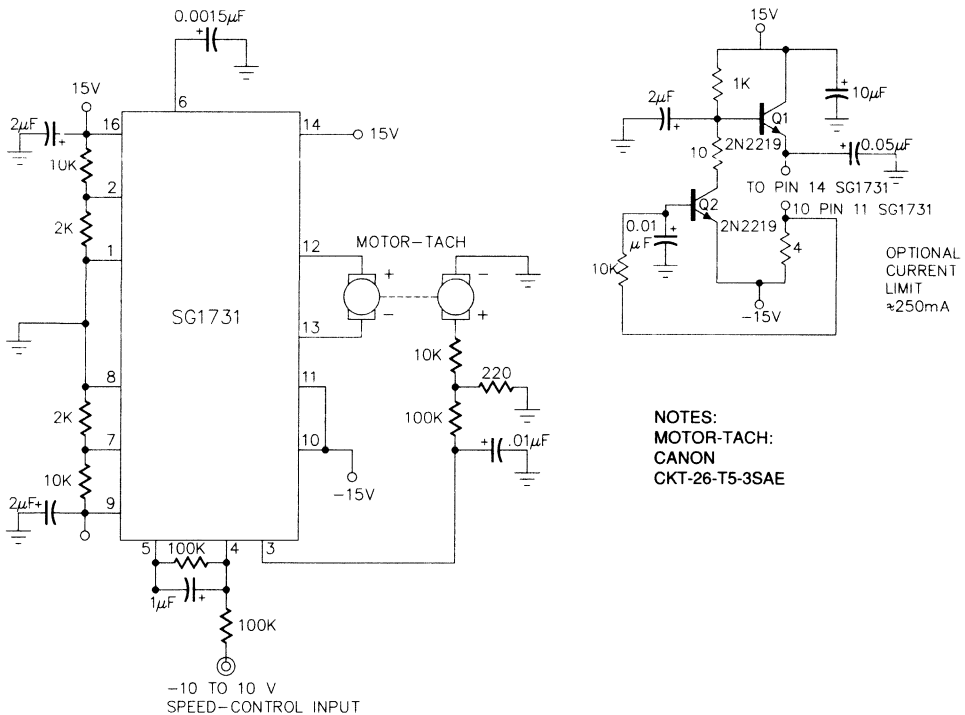 0.0015µF
+
6
15V
2µF
+
16
14
15V
10K
2
2K
1
12
MOTOR-TACH
+
-
-
+
SG1731
13
10K
220
8
11
2K
100K
7
10
+
.01µF
10K
-15V
2µF
+
9
5
100K
4
3
1µF
+
100K
-10 TO 10 V
SPEED-CONTROL INPUT
15V
1K
2µF
+
+
10µF
Q1
2N2219
+
0.05µF
10
TO PIN 14 SG1731
10 PIN 11 SG1731
Q2
2N2219
0.01
µF
+
4
10K
-15V
OPTIONAL
CURRENT
LIMIT
≈250mA
NOTES:
MOTOR-TACH:
CANON
CKT-26-T5-3SAE